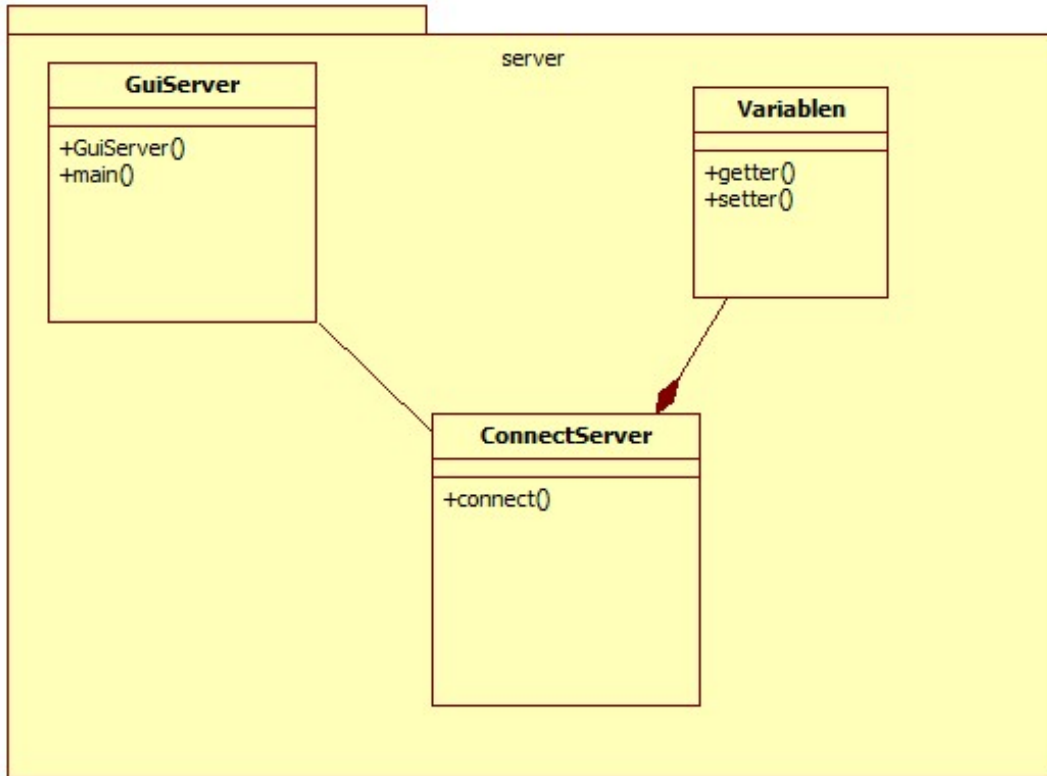 server
GuiServer
+GuiServer()
+main()
Variablen
+getter()
+setter()
ConnectServer
+connect()